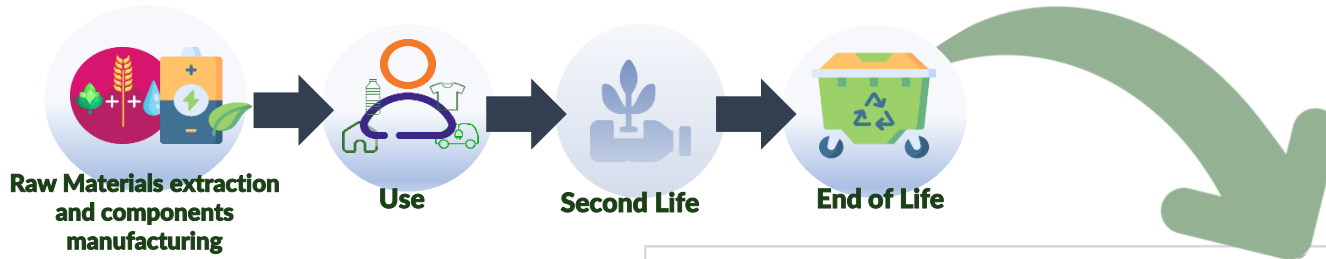 Raw Materials extraction
and components
manufacturing
Use
Second Life
End of Life